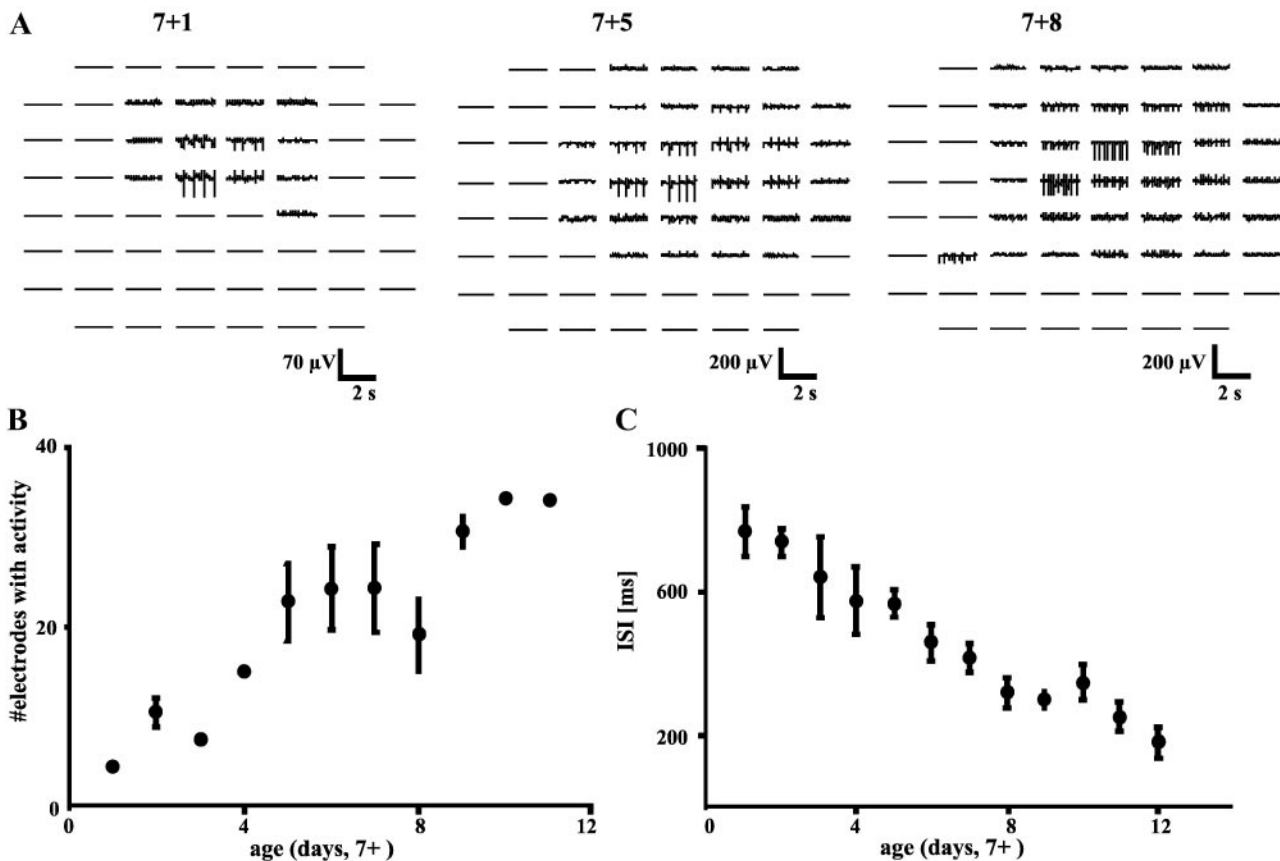 A
7+1
7+5
7+8
70 µV
2 s
200 µV
2 s
200 µV
2 s
B
40
20
0
#electrodes with activity
0
4
8
12
age (days, 7+ )
C
1000
600
200
ISI [ms]
0
4
8
12
age (days, 7+)